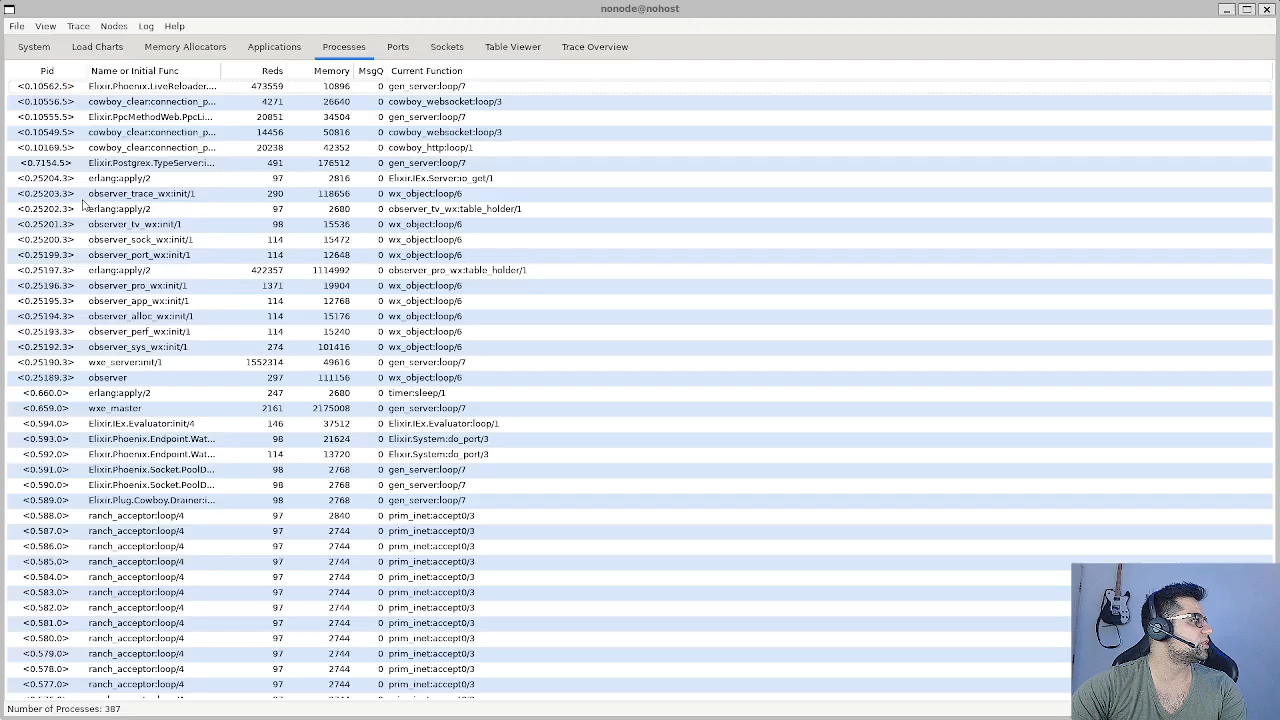 nonode@nohost
File View Trace Nodes Log Help
System Load Charts Memory Allocators Applications Processes Ports Sockets Table Viewer Trace Overview
Pid Name or Initial Func Reds Memory MsgQ Current Function
<0.10562.5> Elixir.Phoenix.LiveReloader.... 473559 10896 0 gen_server:loop/7
<0.10556.5> cowboy_clear:connection_p... 4271 26640 0 cowboy_websocket:loop/3
<0.10555.5> Elixir.PpcMethodWeb.PpcLi... 20851 34504 0 gen_server:loop/7
<0.10549.5> cowboy_clear:connection_p... 14456 50816 0 cowboy_websocket:loop/3
<0.10169.5> cowboy_clear:connection_p... 20238 42352 0 cowboy_http:loop/1
<0.7154.5> Elixir.Postgrex.TypeServer:i... 491 176512 0 gen_server:loop/7
<0.25204.3> erlang:apply/2 97 2816 0 Elixir.IEx.Server:io_get/1
<0.25203.3> observer_trace_wx:init/1 290 118656 0 wx_object:loop/6
<0.25202.3> erlang:apply/2 97 2680 0 observer_tv_wx:table_holder/1
<0.25201.3> observer_tv_wx:init/1 98 15536 0 wx_object:loop/6
<0.25200.3> observer_sock_wx:init/1 114 15472 0 wx_object:loop/6
<0.25199.3> observer_port_wx:init/1 114 12648 0 wx_object:loop/6
<0.25197.3> erlang:apply/2 422357 1114992 0 observer_pro_wx:table_holder/1
<0.25196.3> observer_pro_wx:init/1 1371 19904 0 wx_object:loop/6
<0.25195.3> observer_app_wx:init/1 114 12768 0 wx_object:loop/6
<0.25194.3> observer_alloc_wx:init/1 114 15176 0 wx_object:loop/6
<0.25193.3> observer_perf_wx:init/1 114 15240 0 wx_object:loop/6
<0.25192.3> observer_sys_wx:init/1 274 101416 0 wx_object:loop/6
<0.25190.3> wxe_server:init/1 1552314 49616 0 gen_server:loop/7
<0.25189.3> observer 297 111156 0 wx_object:loop/6
<0.660.0> erlang:apply/2 247 2680 0 timer:sleep/1
<0.659.0> wxe_master 2161 2175008 0 gen_server:loop/7
<0.594.0> Elixir.IEx.Evaluator:init/4 146 37512 0 Elixir.IEx.Evaluator:loop/1
<0.593.0> Elixir.Phoenix.Endpoint.Wat... 98 21624 0 Elixir.System:do_port/3
<0.592.0> Elixir.Phoenix.Endpoint.Wat... 114 13720 0 Elixir.System:do_port/3
<0.591.0> Elixir.Phoenix.Socket.PoolD... 98 2768 0 gen_server:loop/7
<0.590.0> Elixir.Phoenix.Socket.PoolD... 98 2768 0 gen_server:loop/7
<0.589.0> Elixir.Plug.Cowboy.Drainer:i... 98 2768 0 gen_server:loop/7
<0.588.0> ranch_acceptor:loop/4 97 2840 0 prim_inet:accept0/3
<0.587.0> ranch_acceptor:loop/4 97 2744 0 prim_inet:accept0/3
<0.586.0> ranch_acceptor:loop/4 97 2744 0 prim_inet:accept0/3
<0.585.0> ranch_acceptor:loop/4 97 2744 0 prim_inet:accept0/3
<0.584.0> ranch_acceptor:loop/4 97 2744 0 prim_inet:accept0/3
<0.583.0> ranch_acceptor:loop/4 97 2744 0 prim_inet:accept0/3
<0.582.0> ranch_acceptor:loop/4 97 2744 0 prim_inet:accept0/3
<0.581.0> ranch_acceptor:loop/4 97 2744 0 prim_inet:accept0/3
<0.580.0> ranch_acceptor:loop/4 97 2744 0 prim_inet:accept0/3
<0.579.0> ranch_acceptor:loop/4 97 2744 0 prim_inet:accept0/3
<0.578.0> ranch_acceptor:loop/4 97 2744 0 prim_inet:accept0/3
<0.577.0> ranch_acceptor:loop/4 97 2744 0 prim_inet:accept0/3
Number of Processes: 387